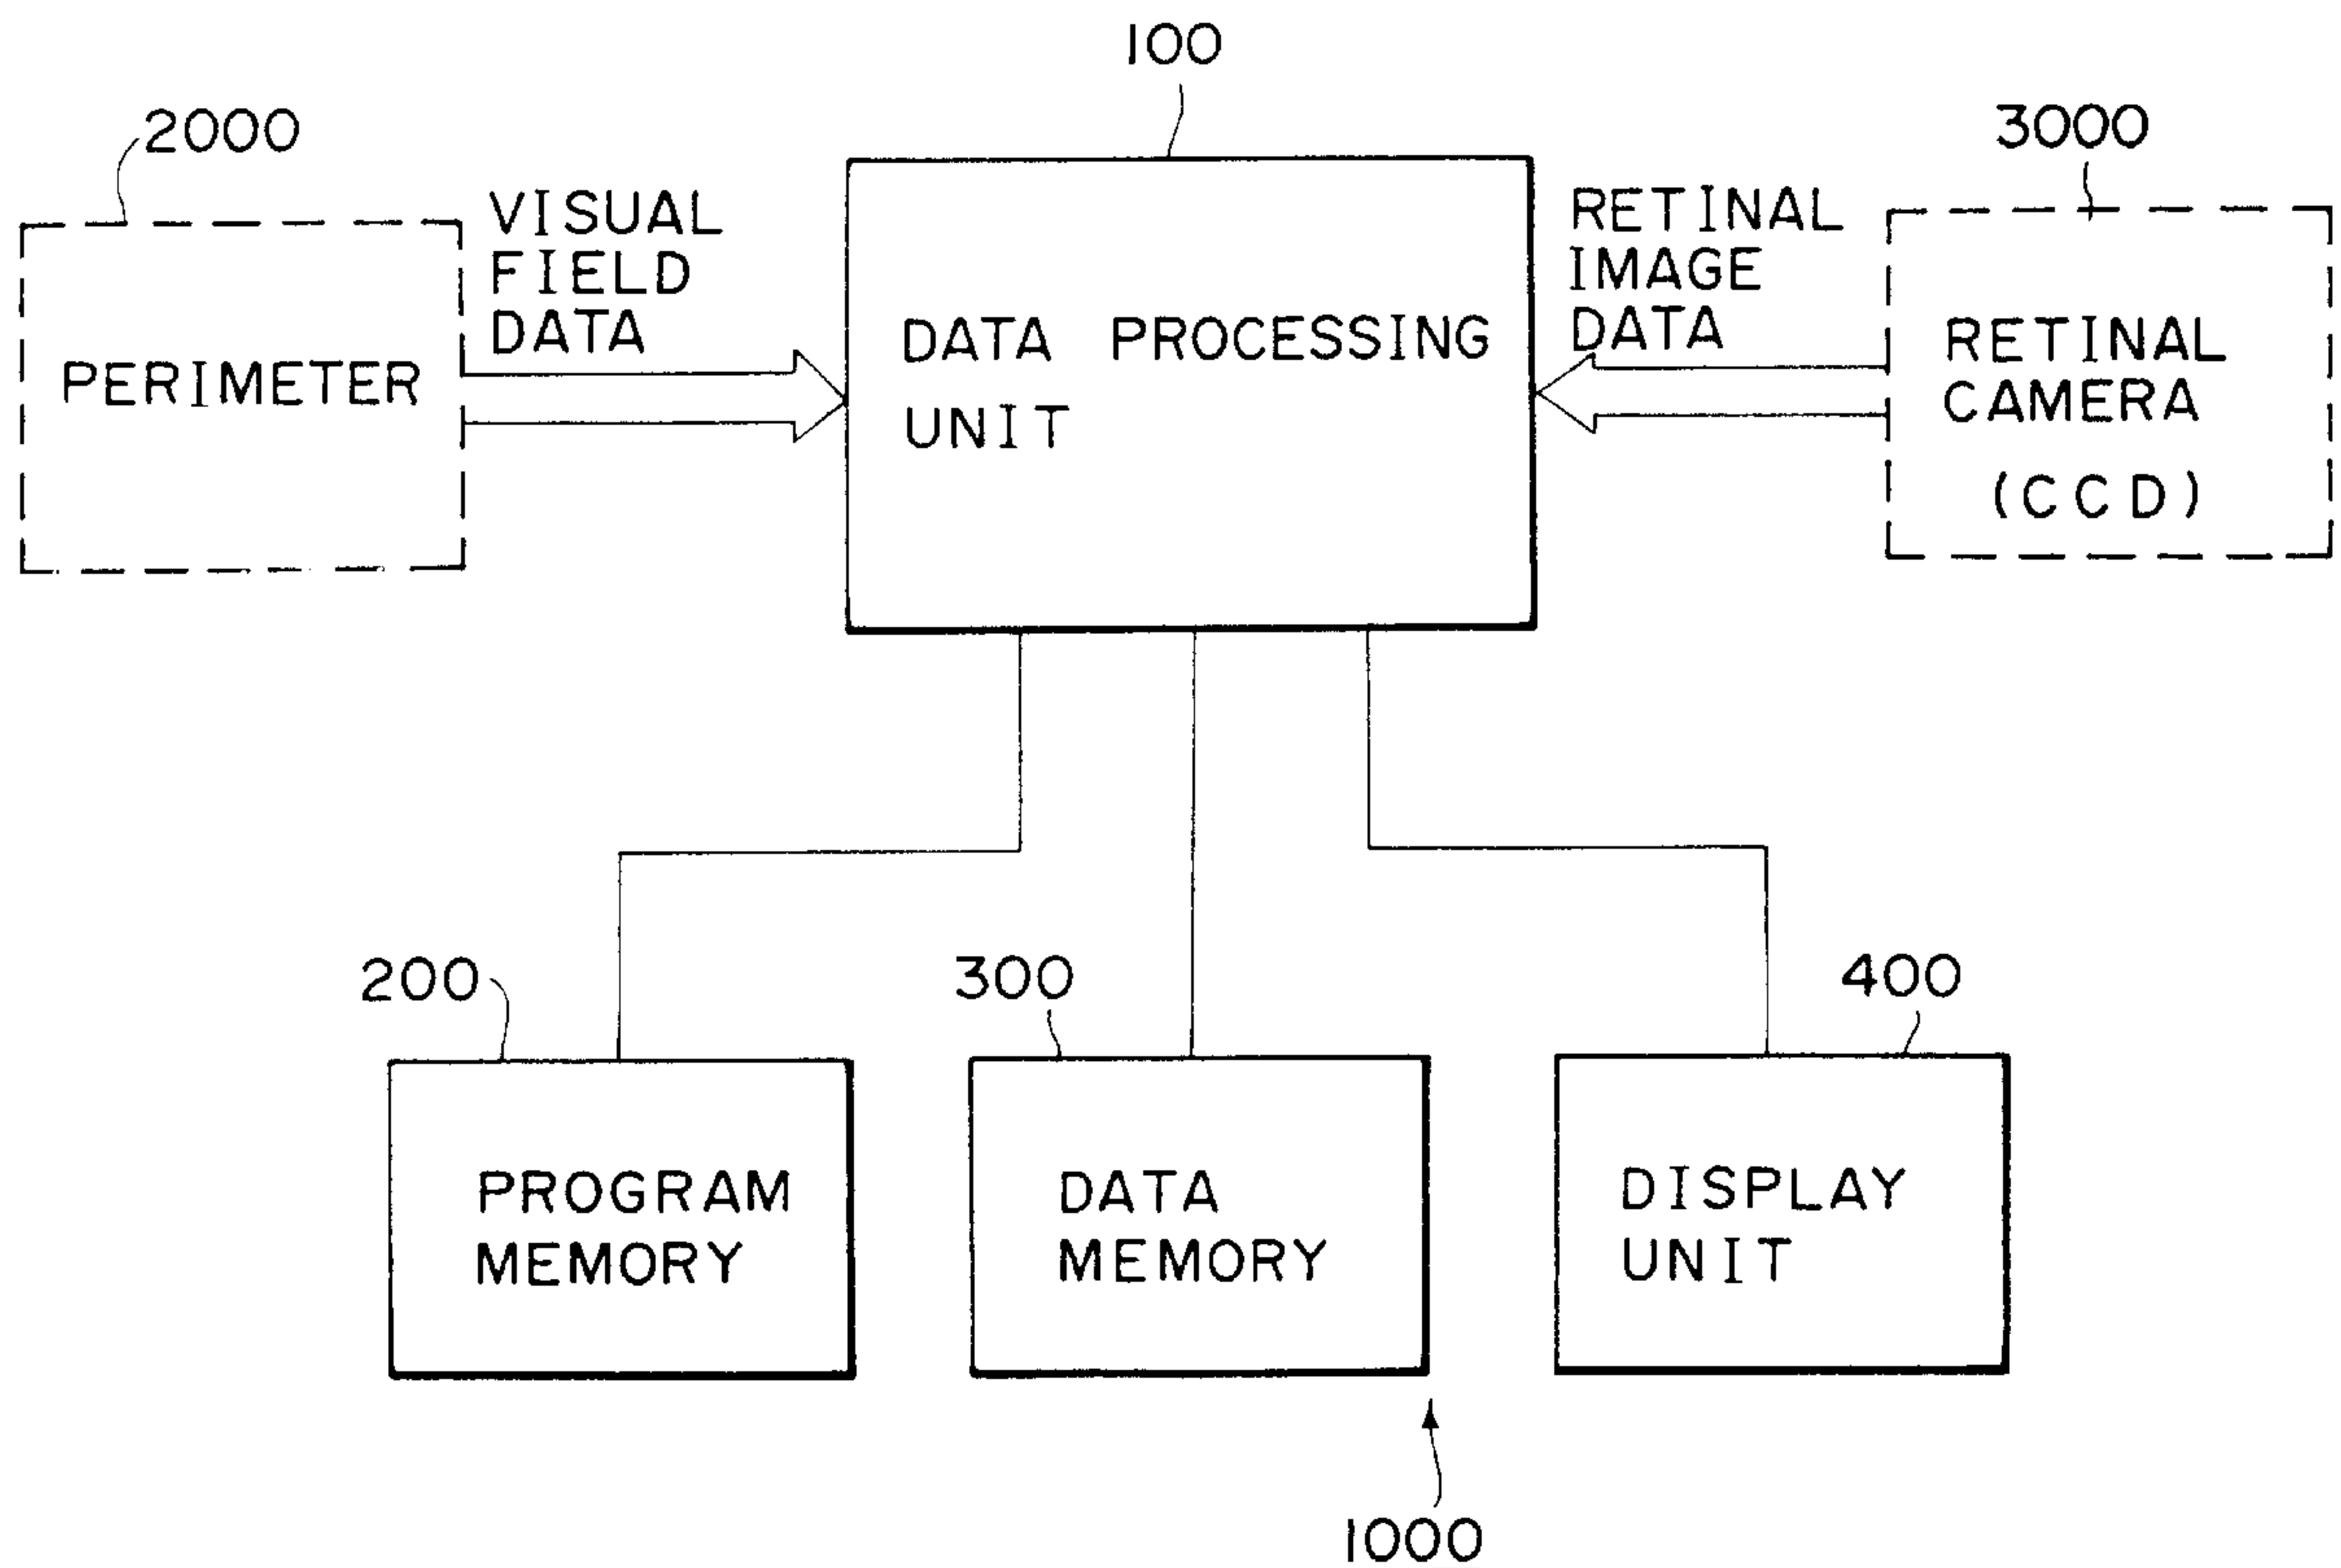 100
2000
3000
VISUAL
FIELD
DATA
RETINAL
IMAGE
DATA
PERIMETER
DATA PROCESSING
UNIT
RETINAL
CAMERA
(CCD)
200
300
400
PROGRAM
MEMORY
DATA
MEMORY
DISPLAY
UNIT
1000